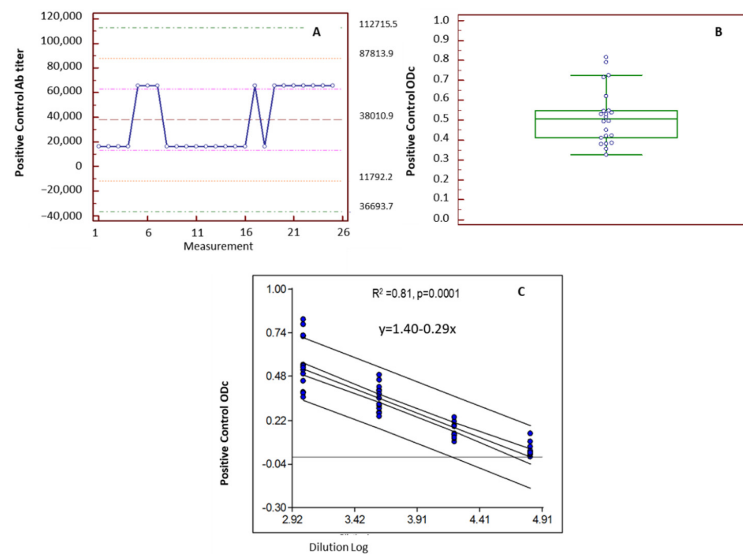 A
Positive Control Ab titer
120,000
100,000
80,000
60,000
40,000
20,000
0
−20,000
−40,000
112715.5
87813.9
38010.9
11792.2
36693.7
1 6 11 16 21 26
Measurement
B
Positive Control ODc
1.0
0.9
0.8
0.7
0.6
0.5
0.4
0.3
0.2
0.1
0.0
C
R² =0.81, p=0.0001
y=1.40-0.29x
Positive Control ODc
1.00
0.74
0.48
0.22
-0.04
-0.30
2.92 3.42 3.91 4.41 4.91
Dilution Log